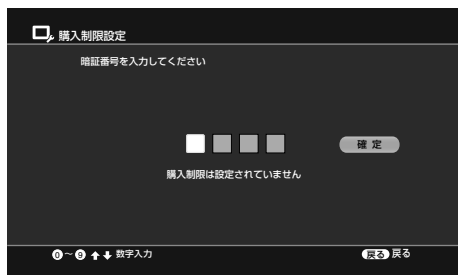 購入制限設定
暗証番号を入力してください
確 定
購入制限は設定されていません
0～9 ↑↓ 数字入力
戻る 戻る